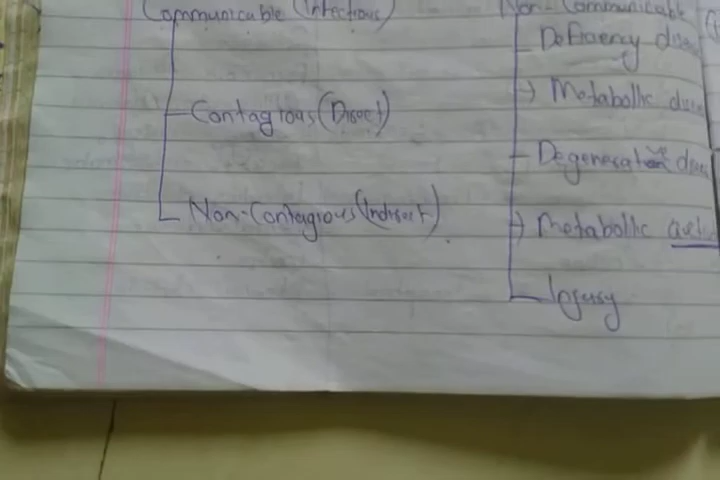 Communicable (Infectious)
Contagious (Direct)
Non-Contagious (Indirect)
Non-Communicable
Deficiency
Metabolic
Degenerative
Metabolic
Injury